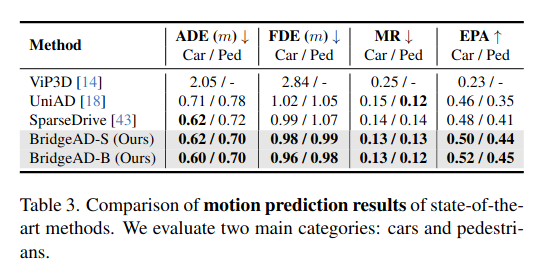 Method ADE (m) ↓ FDE (m) ↓ MR ↓ EPA ↑
Car / Ped Car / Ped Car / Ped Car / Ped
ViP3D [14] 2.05 / - 2.84 / - 0.25 / - 0.23 / -
UniAD [18] 0.71 / 0.78 1.02 / 1.05 0.15 / 0.12 0.46 / 0.35
SparseDrive [43] 0.62 / 0.72 0.99 / 1.07 0.14 / 0.14 0.48 / 0.41
BridgeAD-S (Ours) 0.62 / 0.70 0.98 / 0.99 0.13 / 0.13 0.50 / 0.44
BridgeAD-B (Ours) 0.60 / 0.70 0.96 / 0.98 0.13 / 0.12 0.52 / 0.45
Table 3. Comparison of motion prediction results of state-of-the-
art methods. We evaluate two main categories: cars and pedestri-
ans.